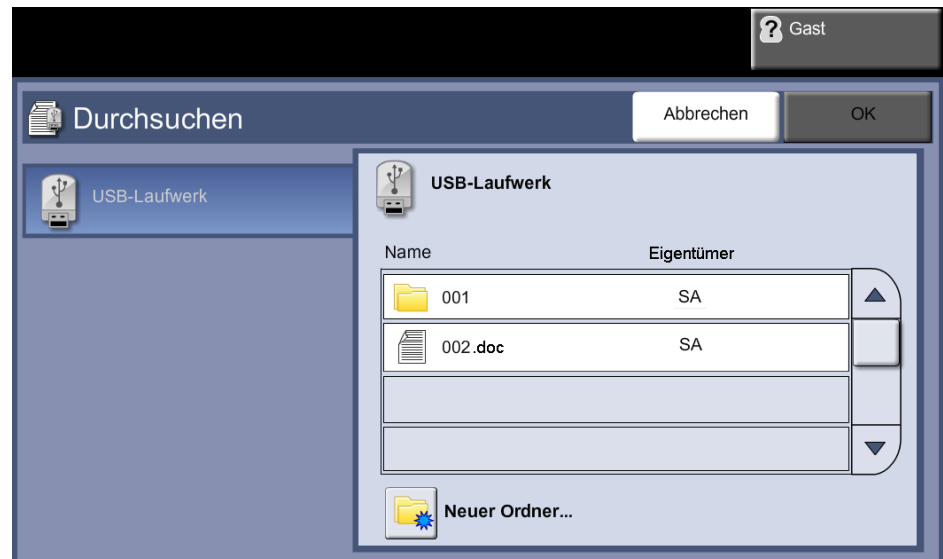 Gast
Durchsuchen
Abbrechen
OK
USB-Laufwerk
USB-Laufwerk
Name Eigentümer
001 SA
002.doc SA
Neuer Ordner...